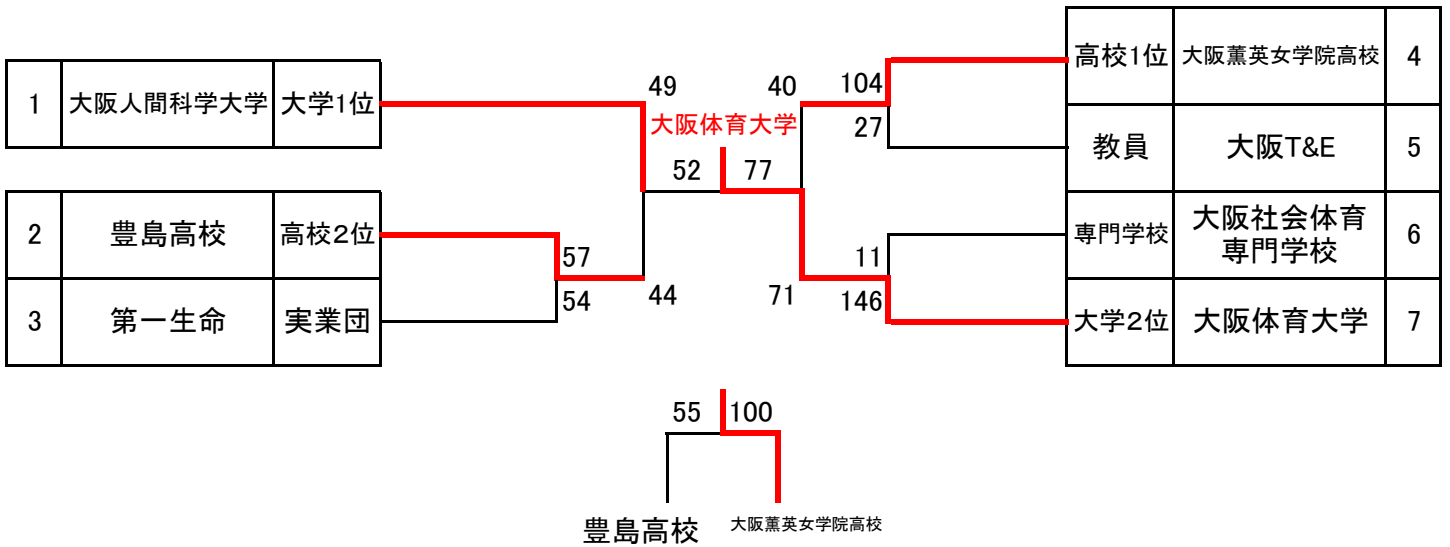 1 大阪人間科学大学 大学1位
2 豊島高校 高校2位
3 第一生命 実業団
49
44
57
54
大阪体育大学
52 77
40
71
104
27
11
146
高校1位 大阪薫英女学院高校 4
教員 大阪T&E 5
専門学校 大阪社会体育
専門学校 6
大学2位 大阪体育大学 7
55 100
豊島高校 大阪薫英女学院高校